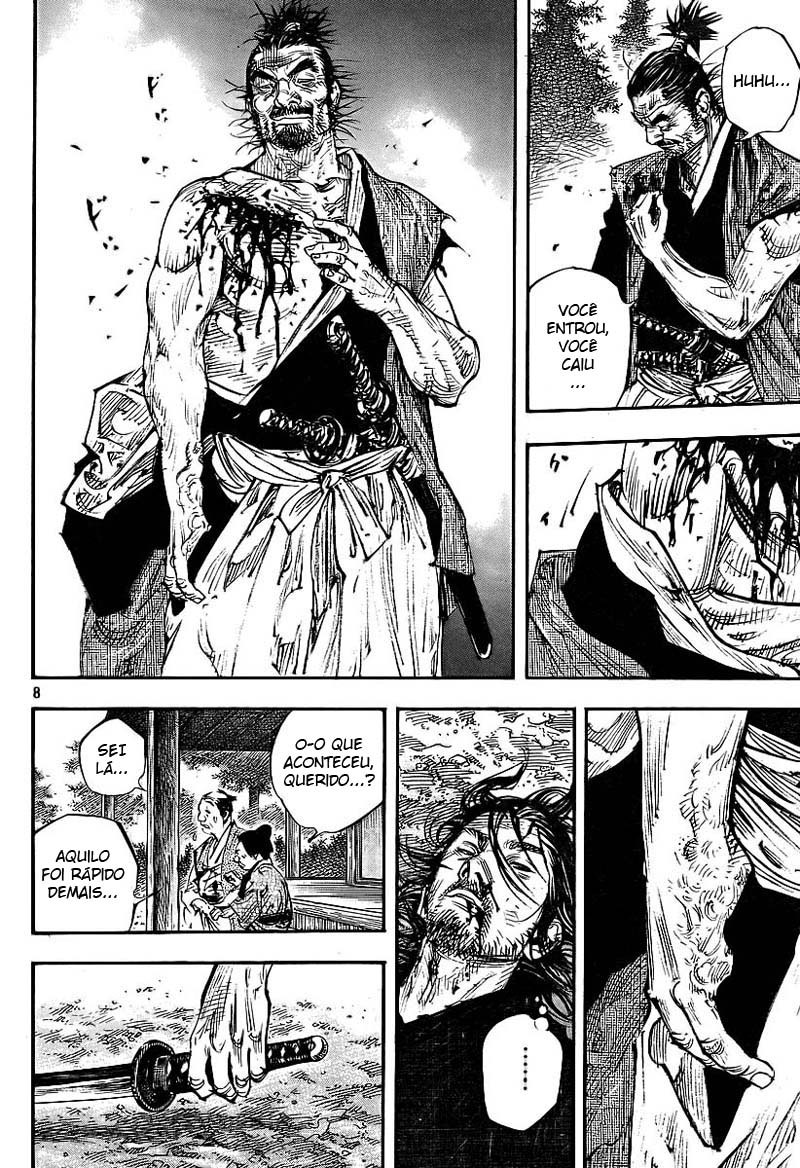 HUHU...
VOCÊ
ENTROU,
VOCÊ
CAIU
...
8
O-O QUE
ACONTECEU,
QUERIDO...?
SEI
LÁ...
AQUILO
FOI RÁPIDO
DEMAIS...
......